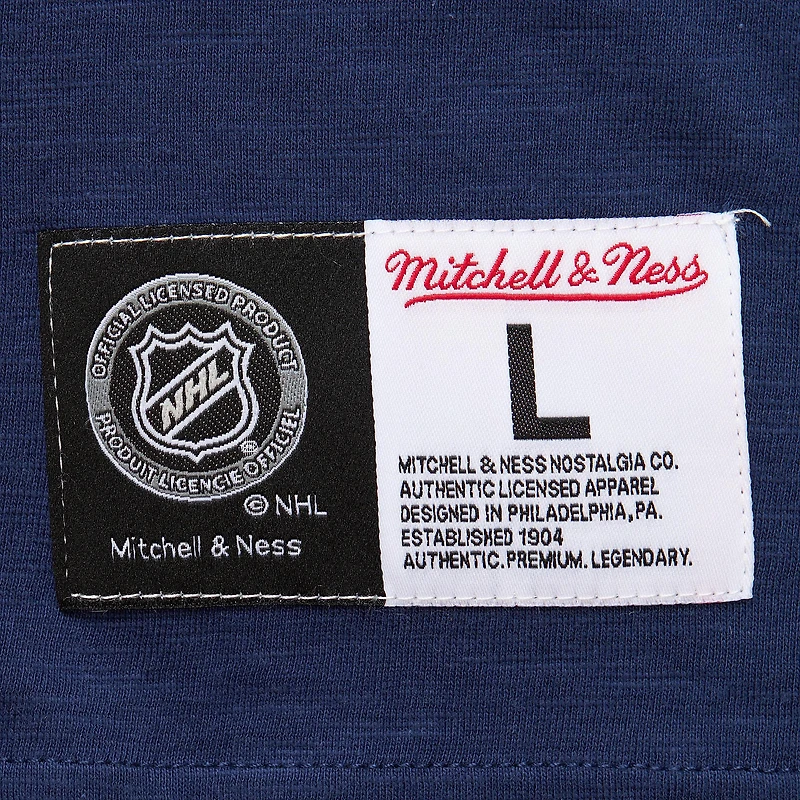 OFFICIAL LICENSED PRODUCT
NHL
PRODUIT LICENCIE OFFICIEL
© NHL
Mitchell & Ness
Mitchell & Ness
L
MITCHELL & NESS NOSTALGIA CO.
AUTHENTIC LICENSED APPAREL
DESIGNED IN PHILADELPHIA, PA.
ESTABLISHED 1904
AUTHENTIC. PREMIUM. LEGENDARY.